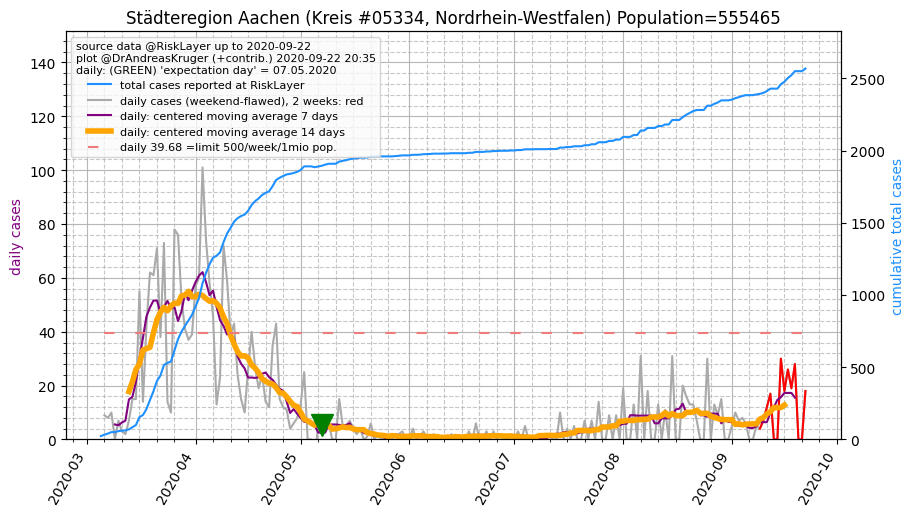 Städteregion Aachen (Kreis #05334, Nordrhein-Westfalen) Population=555465
source data @RiskLayer up to 2020-09-22
plot @DrAndreasKruger (+contrib.) 2020-09-22 20:35
daily: (GREEN) 'expectation day' = 07.05.2020
total cases reported at RiskLayer
daily cases (weekend-flawed), 2 weeks: red
daily: centered moving average 7 days
daily: centered moving average 14 days
daily 39.68 =limit 500/week/1mio pop.
daily cases
140
120
100
80
60
40
20
0
cumulative total cases
2500
2000
1500
1000
500
0
2020-03
2020-04
2020-05
2020-06
2020-07
2020-08
2020-09
2020-10